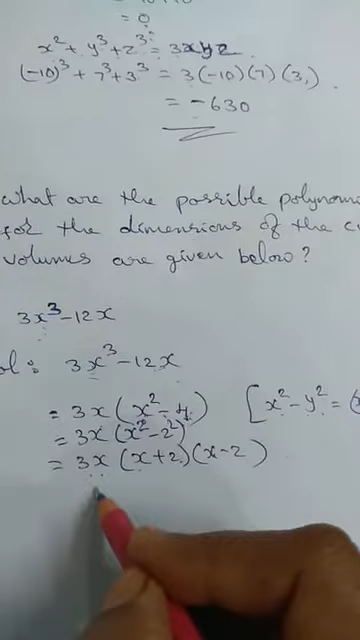 = 0
x² + y³ + z³ = 3xyz
(-10)³ + 7³ + 3³ = 3(-10)(7)(3)
= -630
what are the possible
for the dimensions of the
volumes are given below?
3x³-12x
3x³-12x
= 3x(x²-4) [x²-y² =
= 3x(x²-2²)
= 3x (x+2)(x-2)